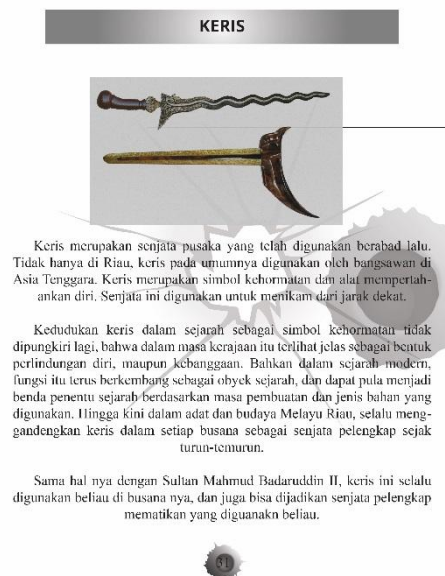 KERIS
Keris merupakan senjata pusaka yang telah digunakan berabad lalu.
Tidak hanya di Riau, keris pada umumnya digunakan oleh bangsawan di
Asia Tenggara. Keris merupakan simbol kehormatan dan alat mempertah-
ankan diri. Senjata ini digunakan untuk menikam dari jarak dekat.
Kedudukan keris dalam sejarah sebagai simbol kehormatan tidak
dipungkiri lagi, bahwa dalam masa kerajaan itu terlihat jelas sebagai bentuk
perlindungan diri, maupun kebanggaan. Bahkan dalam sejarah modern,
fungsi itu terus berkembang sebagai obyek sejarah, dan dapat pula menjadi
benda penentu sejarah berdasarkan masa pembuatan dan jenis bahan yang
digunakan. Hingga kini dalam adat dan budaya Melayu Riau, selalu meng-
gandengkan keris dalam setiap busana sebagai senjata pelengkap sejak
turun-temurun.
Sama hal nya dengan Sultan Mahmud Badaruddin II, keris ini selalu
digunakan beliau di busana nya, dan juga bisa dijadikan senjata pelengkap
mematikan yang diguanakn beliau.
31